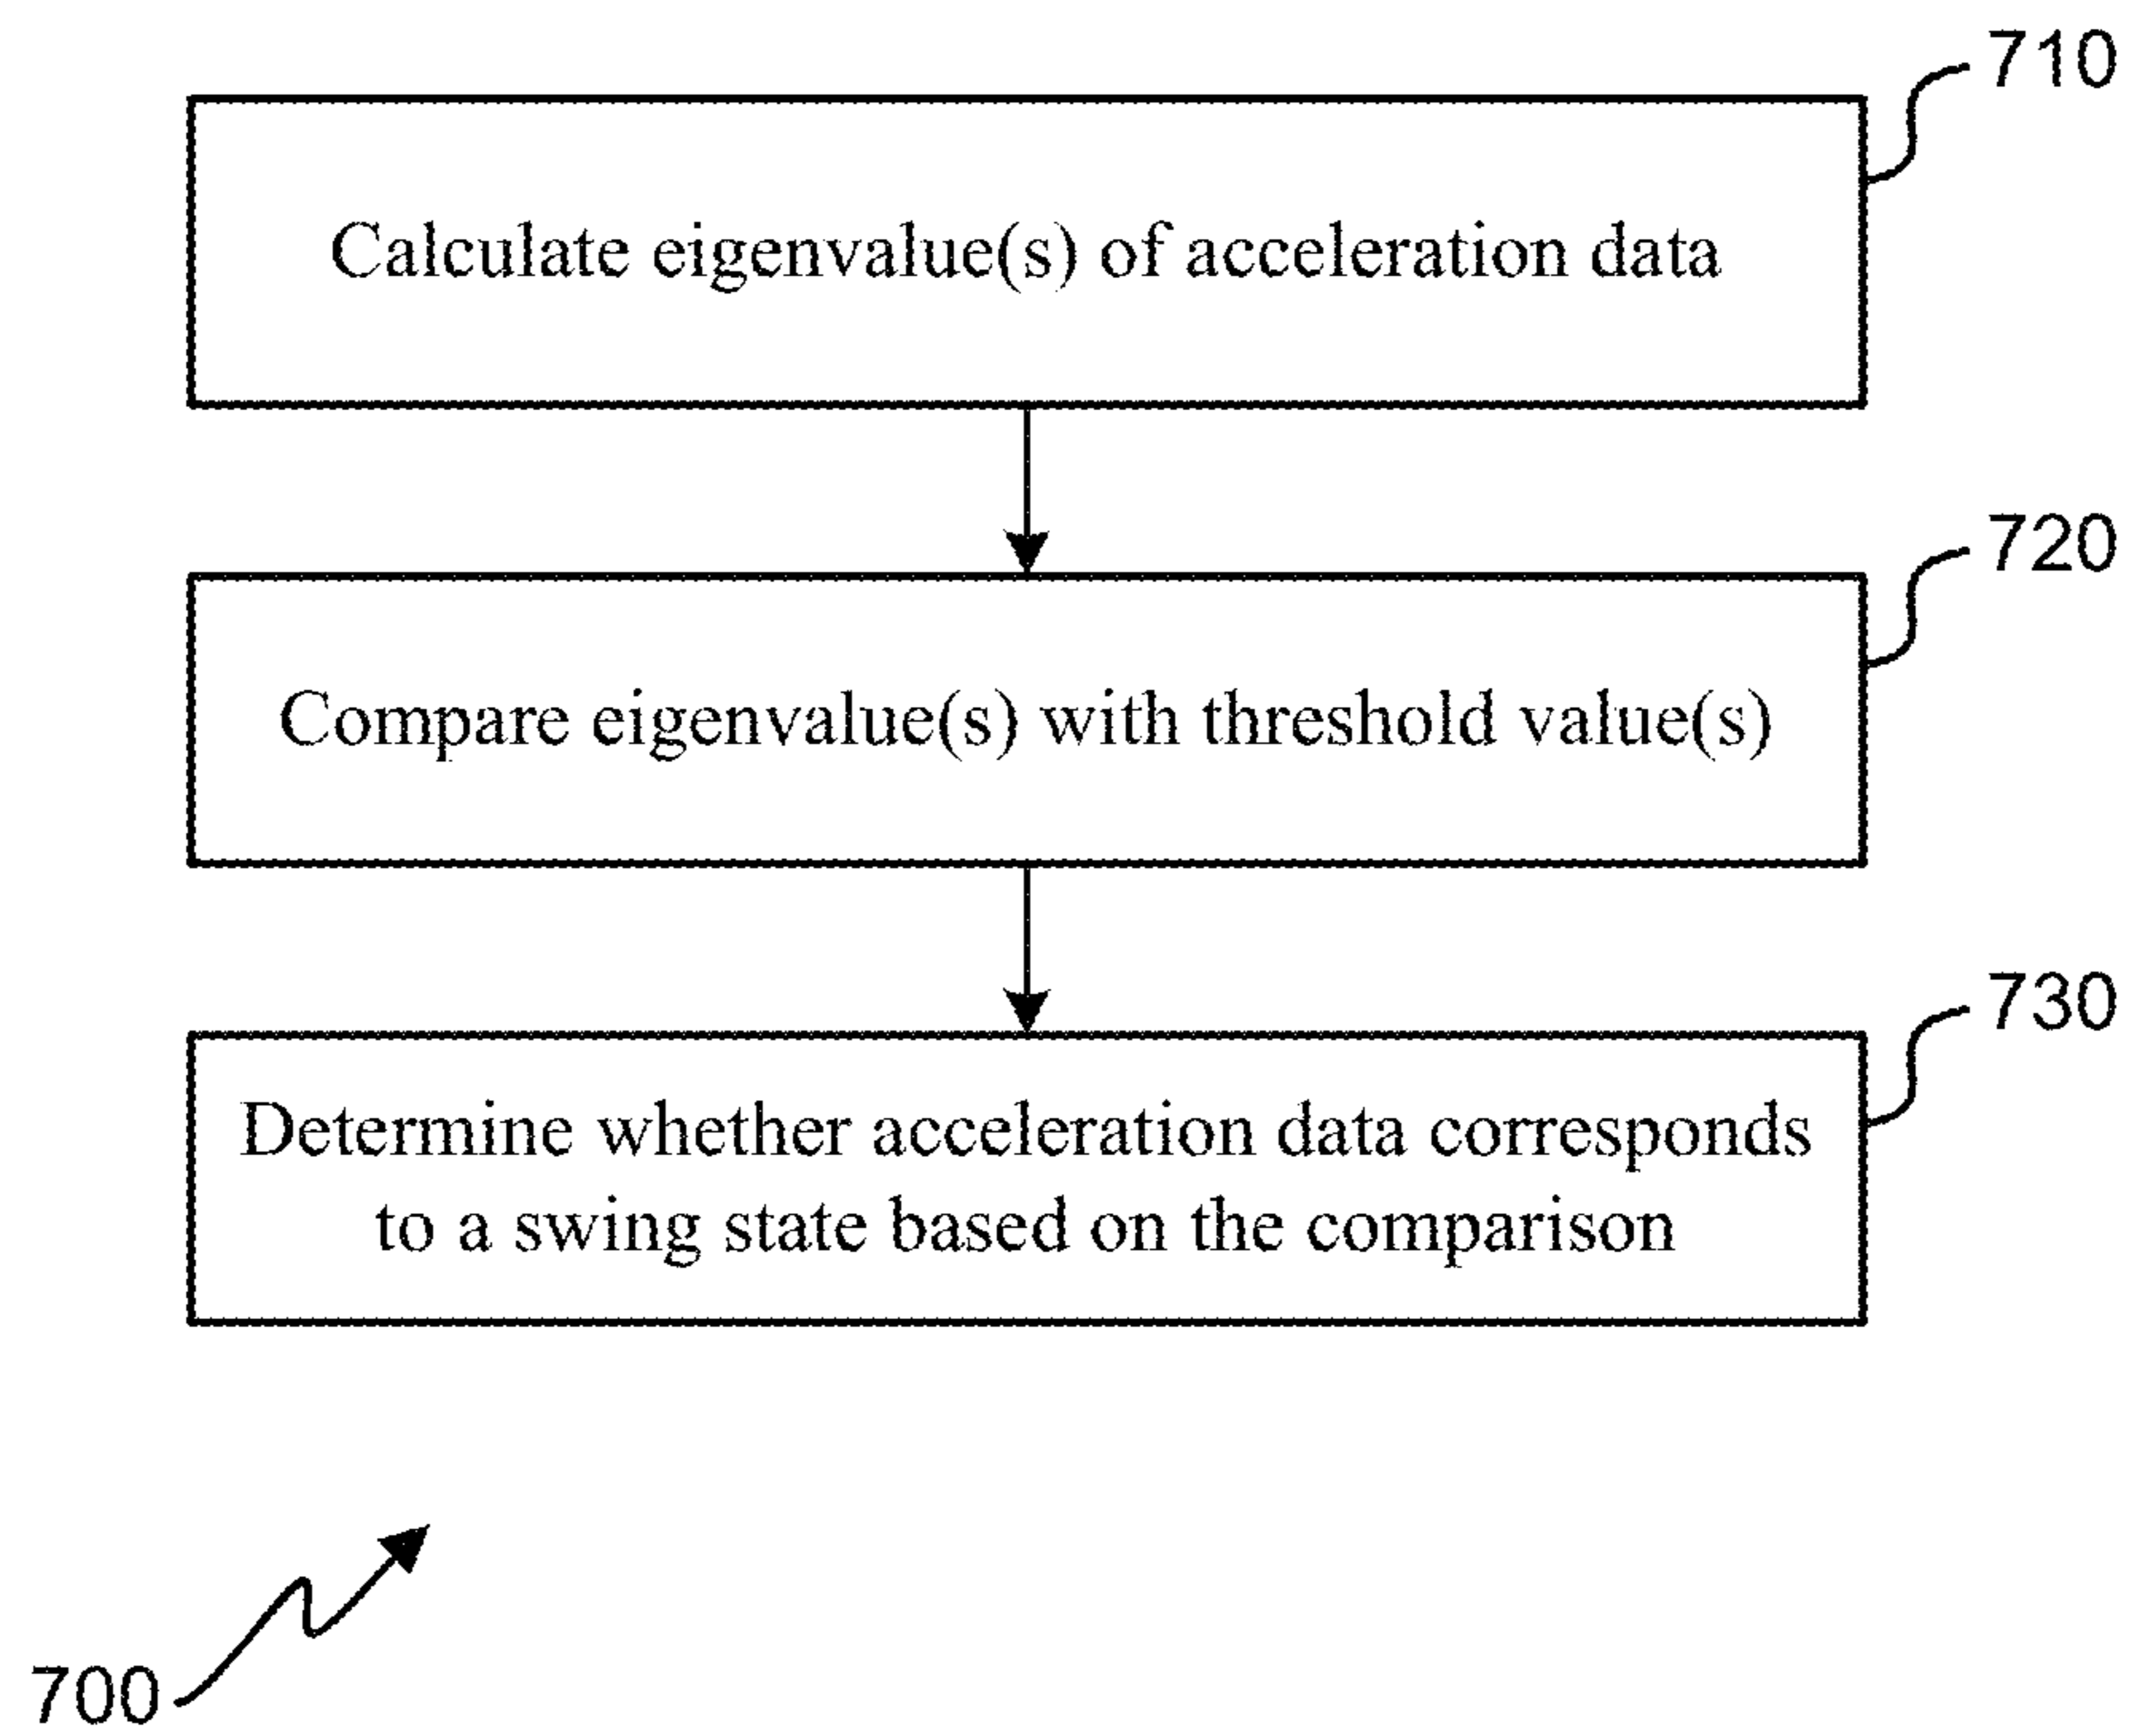 710
Calculate eigenvalue(s) of acceleration data
720
Compare eigenvalue(s) with threshold value(s)
730
Determine whether acceleration data corresponds
to a swing state based on the comparison
700